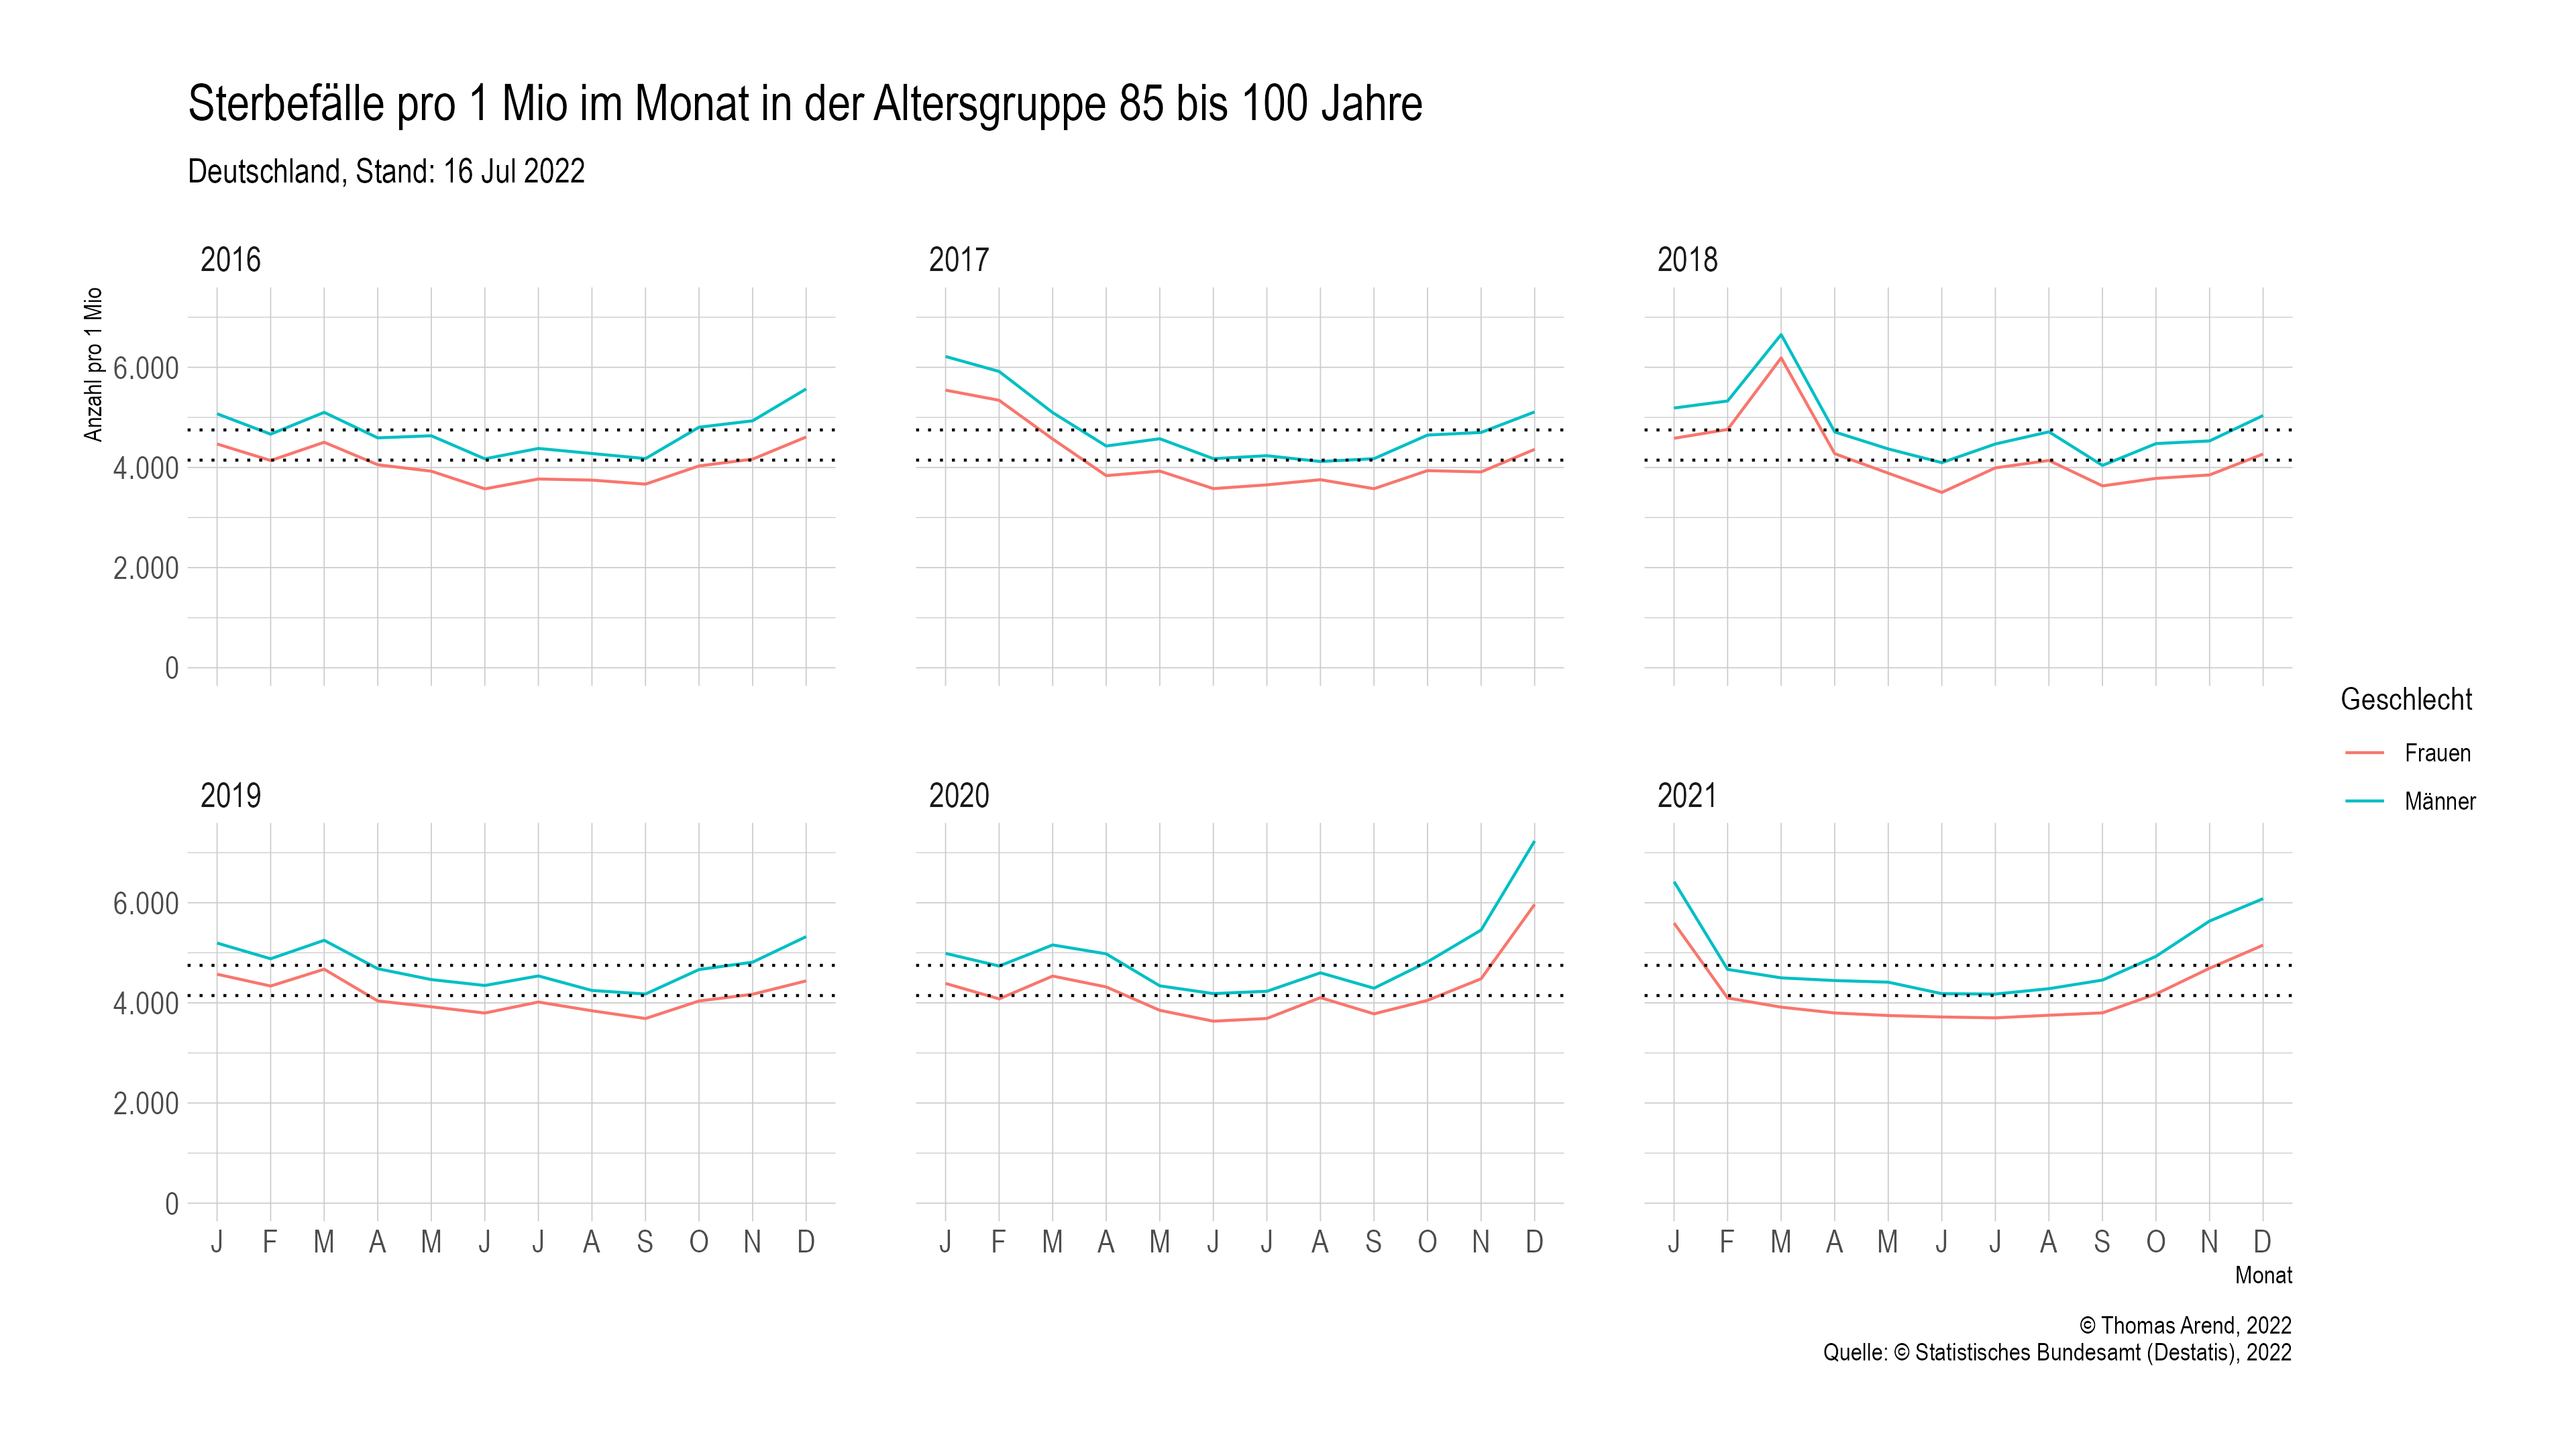 Sterbefälle pro 1 Mio im Monat in der Altersgruppe 85 bis 100 Jahre
Deutschland, Stand: 16 Jul 2022
2016
2017
2018
Anzahl pro 1 Mio
6.000
4.000
2.000
0
Geschlecht
Frauen
Männer
2019
2020
2021
6.000
4.000
2.000
0
J F M A M J J A S O N D
J F M A M J J A S O N D
J F M A M J J A S O N D
Monat
© Thomas Arend, 2022
Quelle: © Statistisches Bundesamt (Destatis), 2022